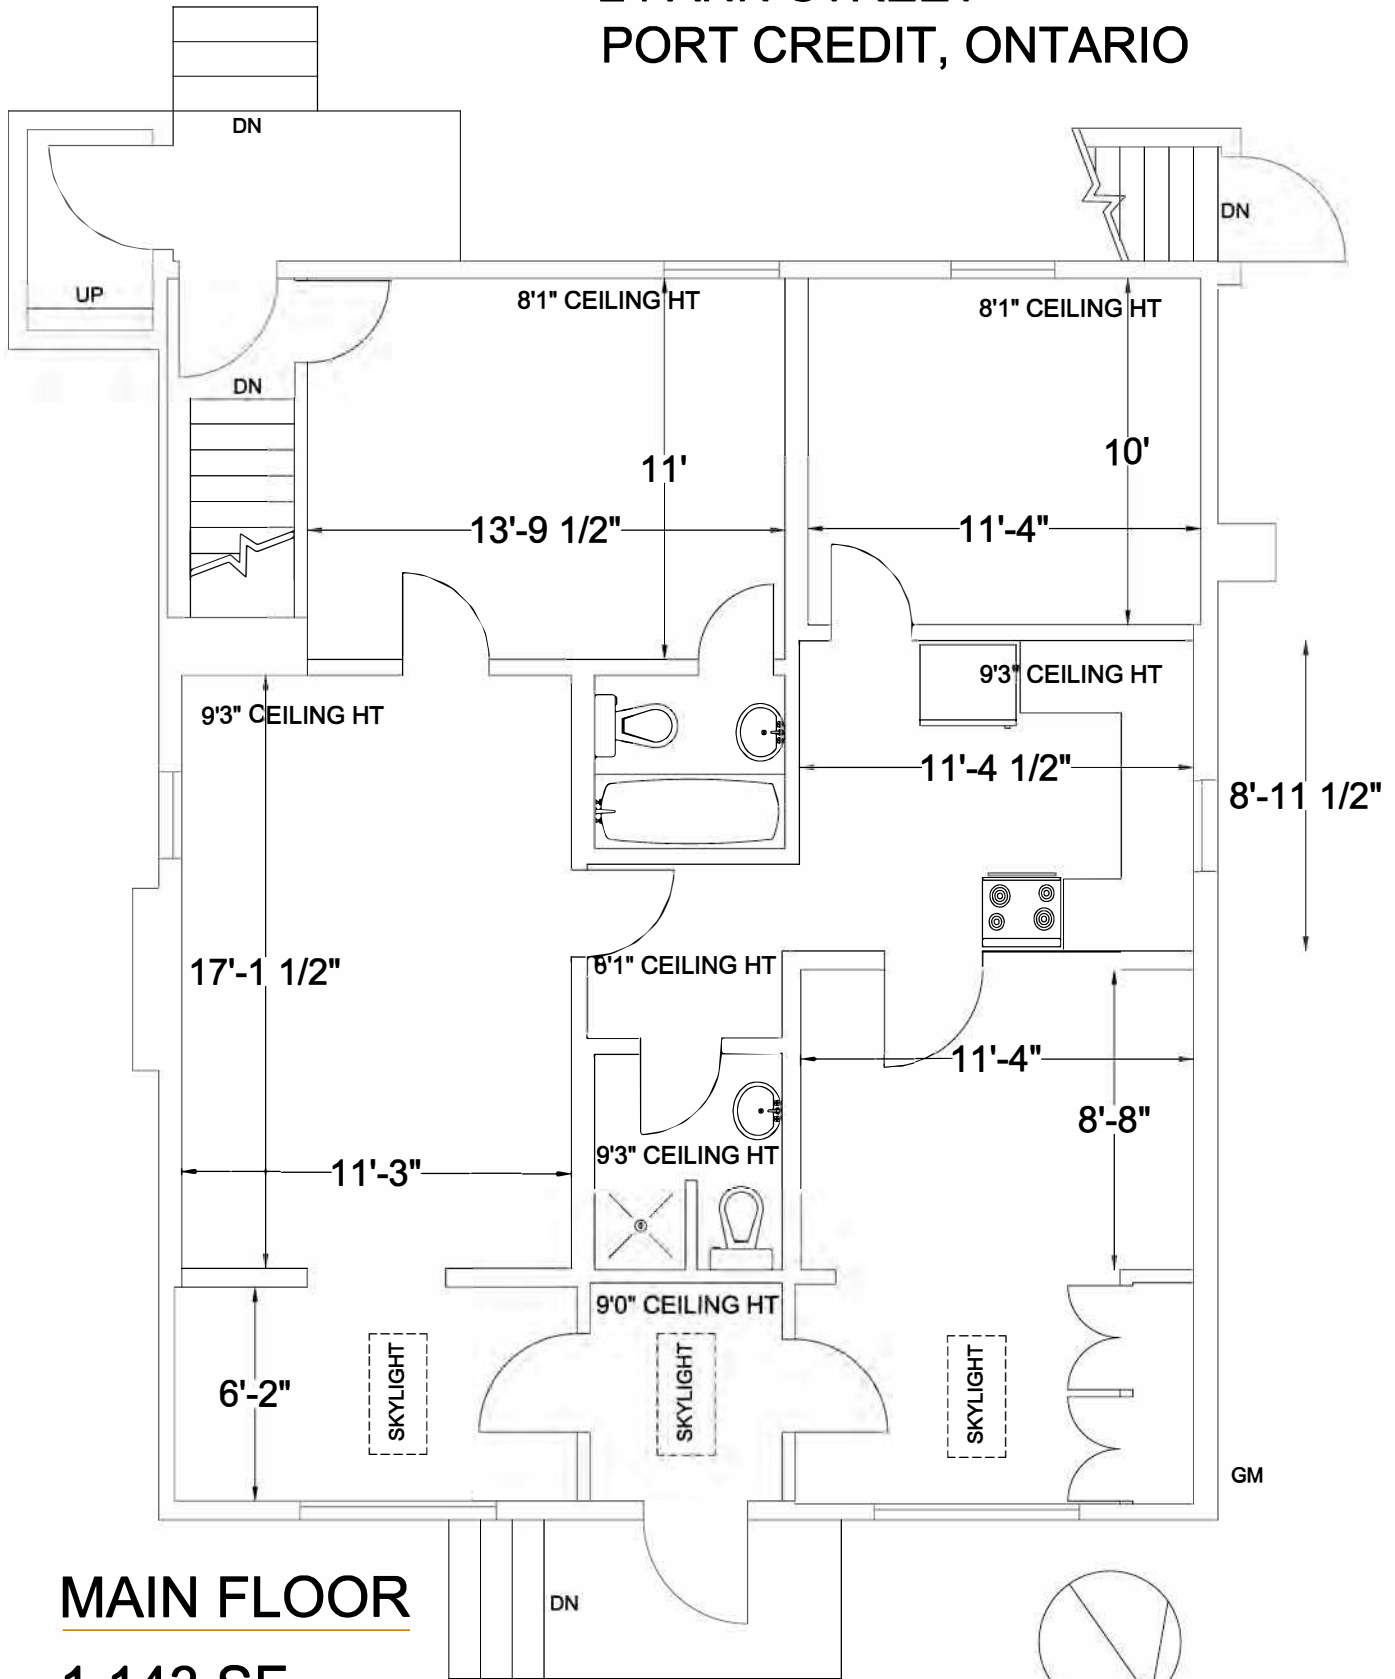 PORT CREDIT, ONTARIO
DN
DN
UP
8'1" CEILING HT
8'1" CEILING HT
DN
11'
10'
13'-9 1/2"
11'-4"
9'3" CEILING HT
9'3" CEILING HT
11'-4 1/2"
8'-11 1/2"
17'-1 1/2"
8'1" CEILING HT
11'-4"
8'-8"
9'3" CEILING HT
11'-3"
9'0" CEILING HT
6'-2"
SKYLIGHT
SKYLIGHT
SKYLIGHT
GM
MAIN FLOOR
DN
1,143 SF